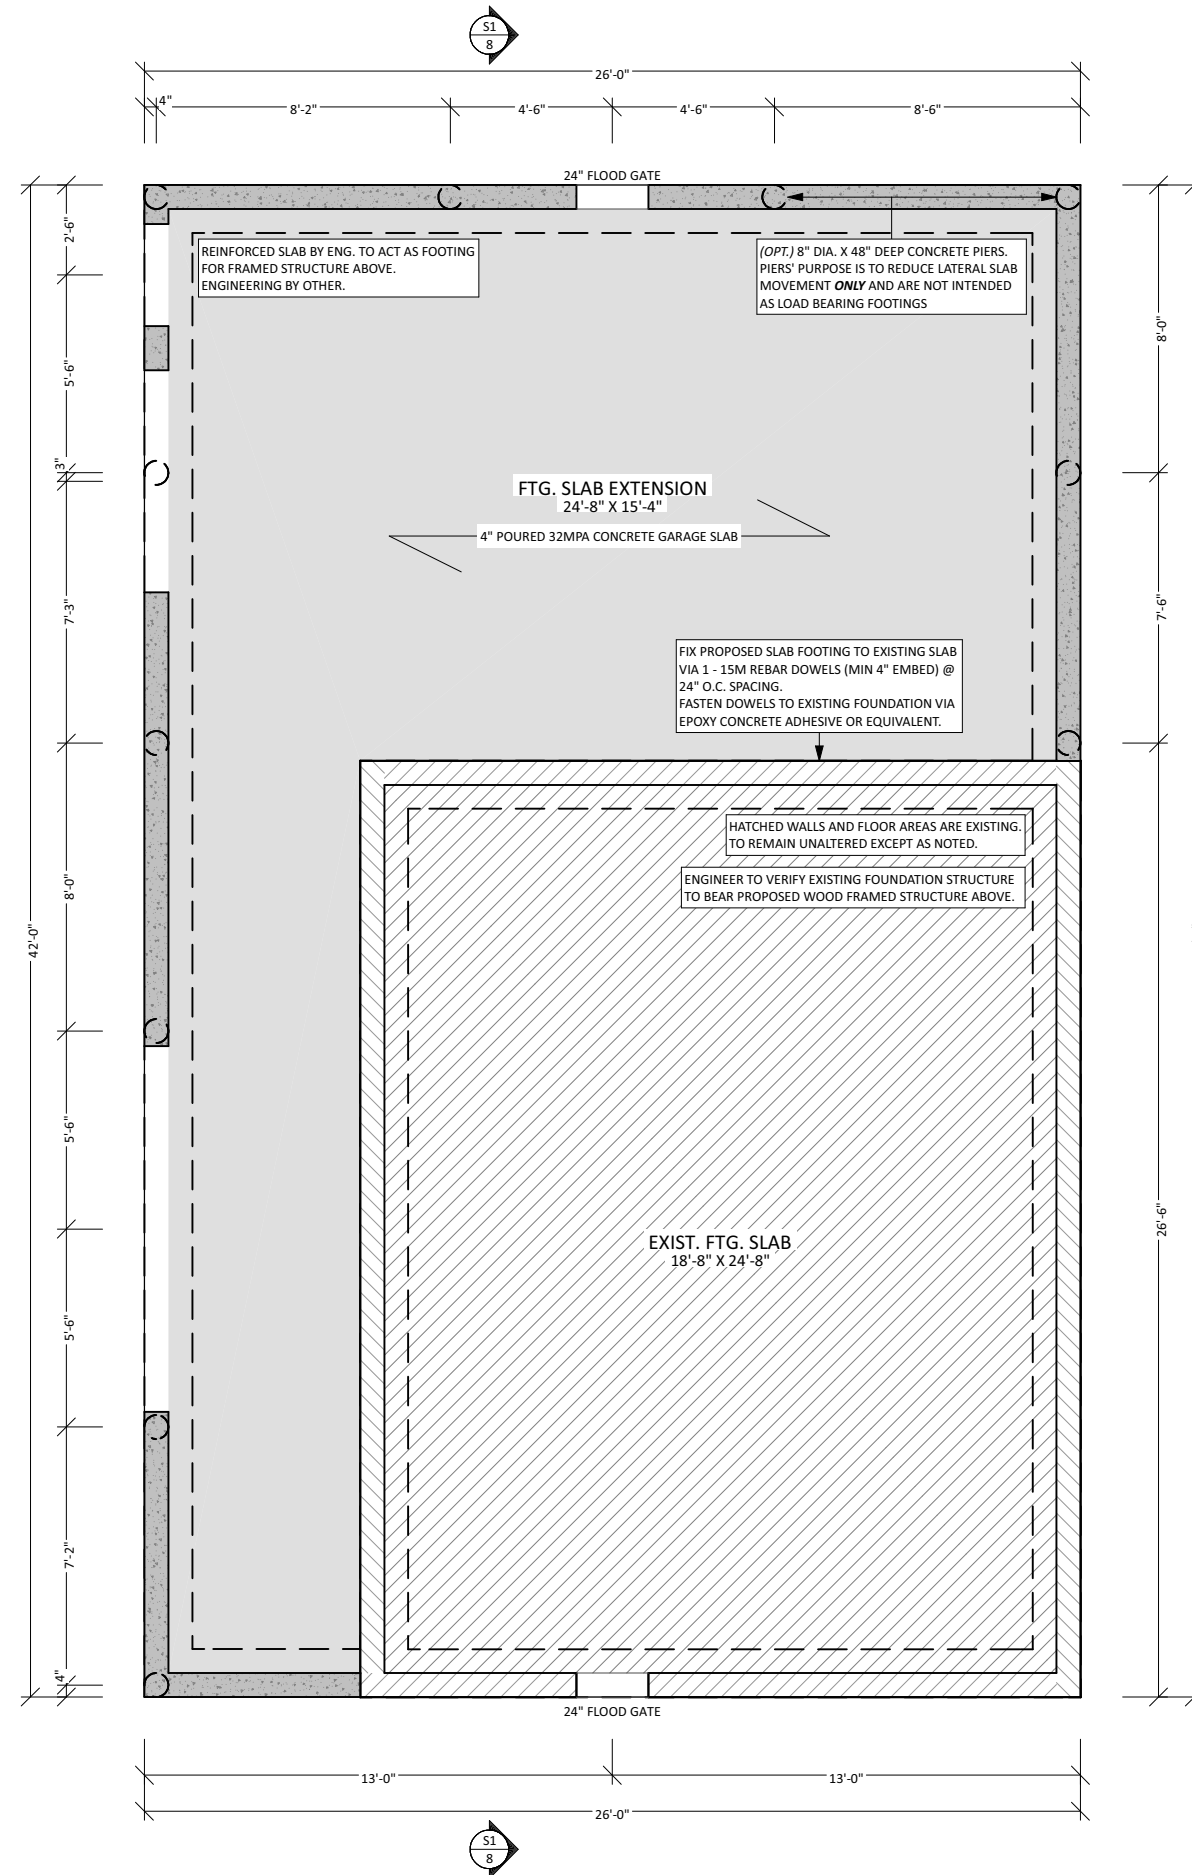 S1
8
26'-0"
4"
8'-2"
4'-6"
4'-6"
8'-6"
24" FLOOD GATE
REINFORCED SLAB BY ENG. TO ACT AS FOOTING
FOR FRAMED STRUCTURE ABOVE.
ENGINEERING BY OTHER.
(OPT.) 8" DIA. X 48" DEEP CONCRETE PIERS.
PIERS' PURPOSE IS TO REDUCE LATERAL SLAB
MOVEMENT ONLY AND ARE NOT INTENDED
AS LOAD BEARING FOOTINGS
2'-6"
5'-6"
3"
7'-3"
8'-0"
5'-6"
5'-6"
7'-2"
4"
42'-0"
8'-0"
7'-6"
26'-6"
FTG. SLAB EXTENSION
24'-8" X 15'-4"
4" POURED 32MPA CONCRETE GARAGE SLAB
FIX PROPOSED SLAB FOOTING TO EXISTING SLAB
VIA 1 - 15M REBAR DOWELS (MIN 4" EMBED) @
24" O.C. SPACING.
FASTEN DOWELS TO EXISTING FOUNDATION VIA
EPOXY CONCRETE ADHESIVE OR EQUIVALENT.
HATCHED WALLS AND FLOOR AREAS ARE EXISTING.
TO REMAIN UNALTERED EXCEPT AS NOTED.
ENGINEER TO VERIFY EXISTING FOUNDATION STRUCTURE
TO BEAR PROPOSED WOOD FRAMED STRUCTURE ABOVE.
EXIST. FTG. SLAB
18'-8" X 24'-8"
24" FLOOD GATE
13'-0"
13'-0"
26'-0"
S1
8